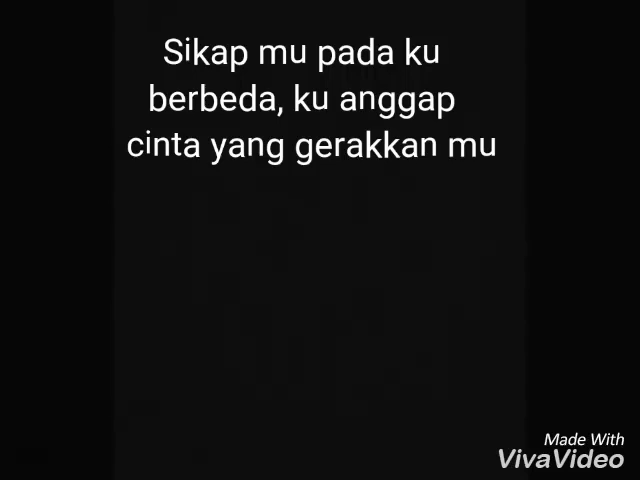 Sikap mu pada ku
berbeda, ku anggap
cinta yang gerakkan mu
Made With
VivaVideo